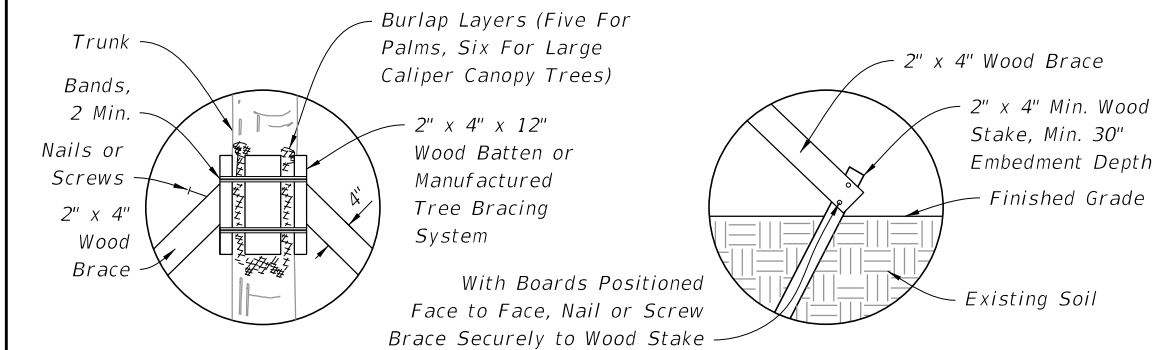 Trunk
Bands,
2 Min.
Nails or
Screws
2" x 4"
Wood
Brace
Burlap Layers (Five For
Palms, Six For Large
Caliper Canopy Trees)
2" x 4" x 12"
Wood Batten or
Manufactured
Tree Bracing
System
4"
With Boards Positioned
Face to Face, Nail or Screw
Brace Securely to Wood Stake
2" x 4" Wood Brace
2" x 4" Min. Wood
Stake, Min. 30"
Embedment Depth
Finished Grade
Existing Soil